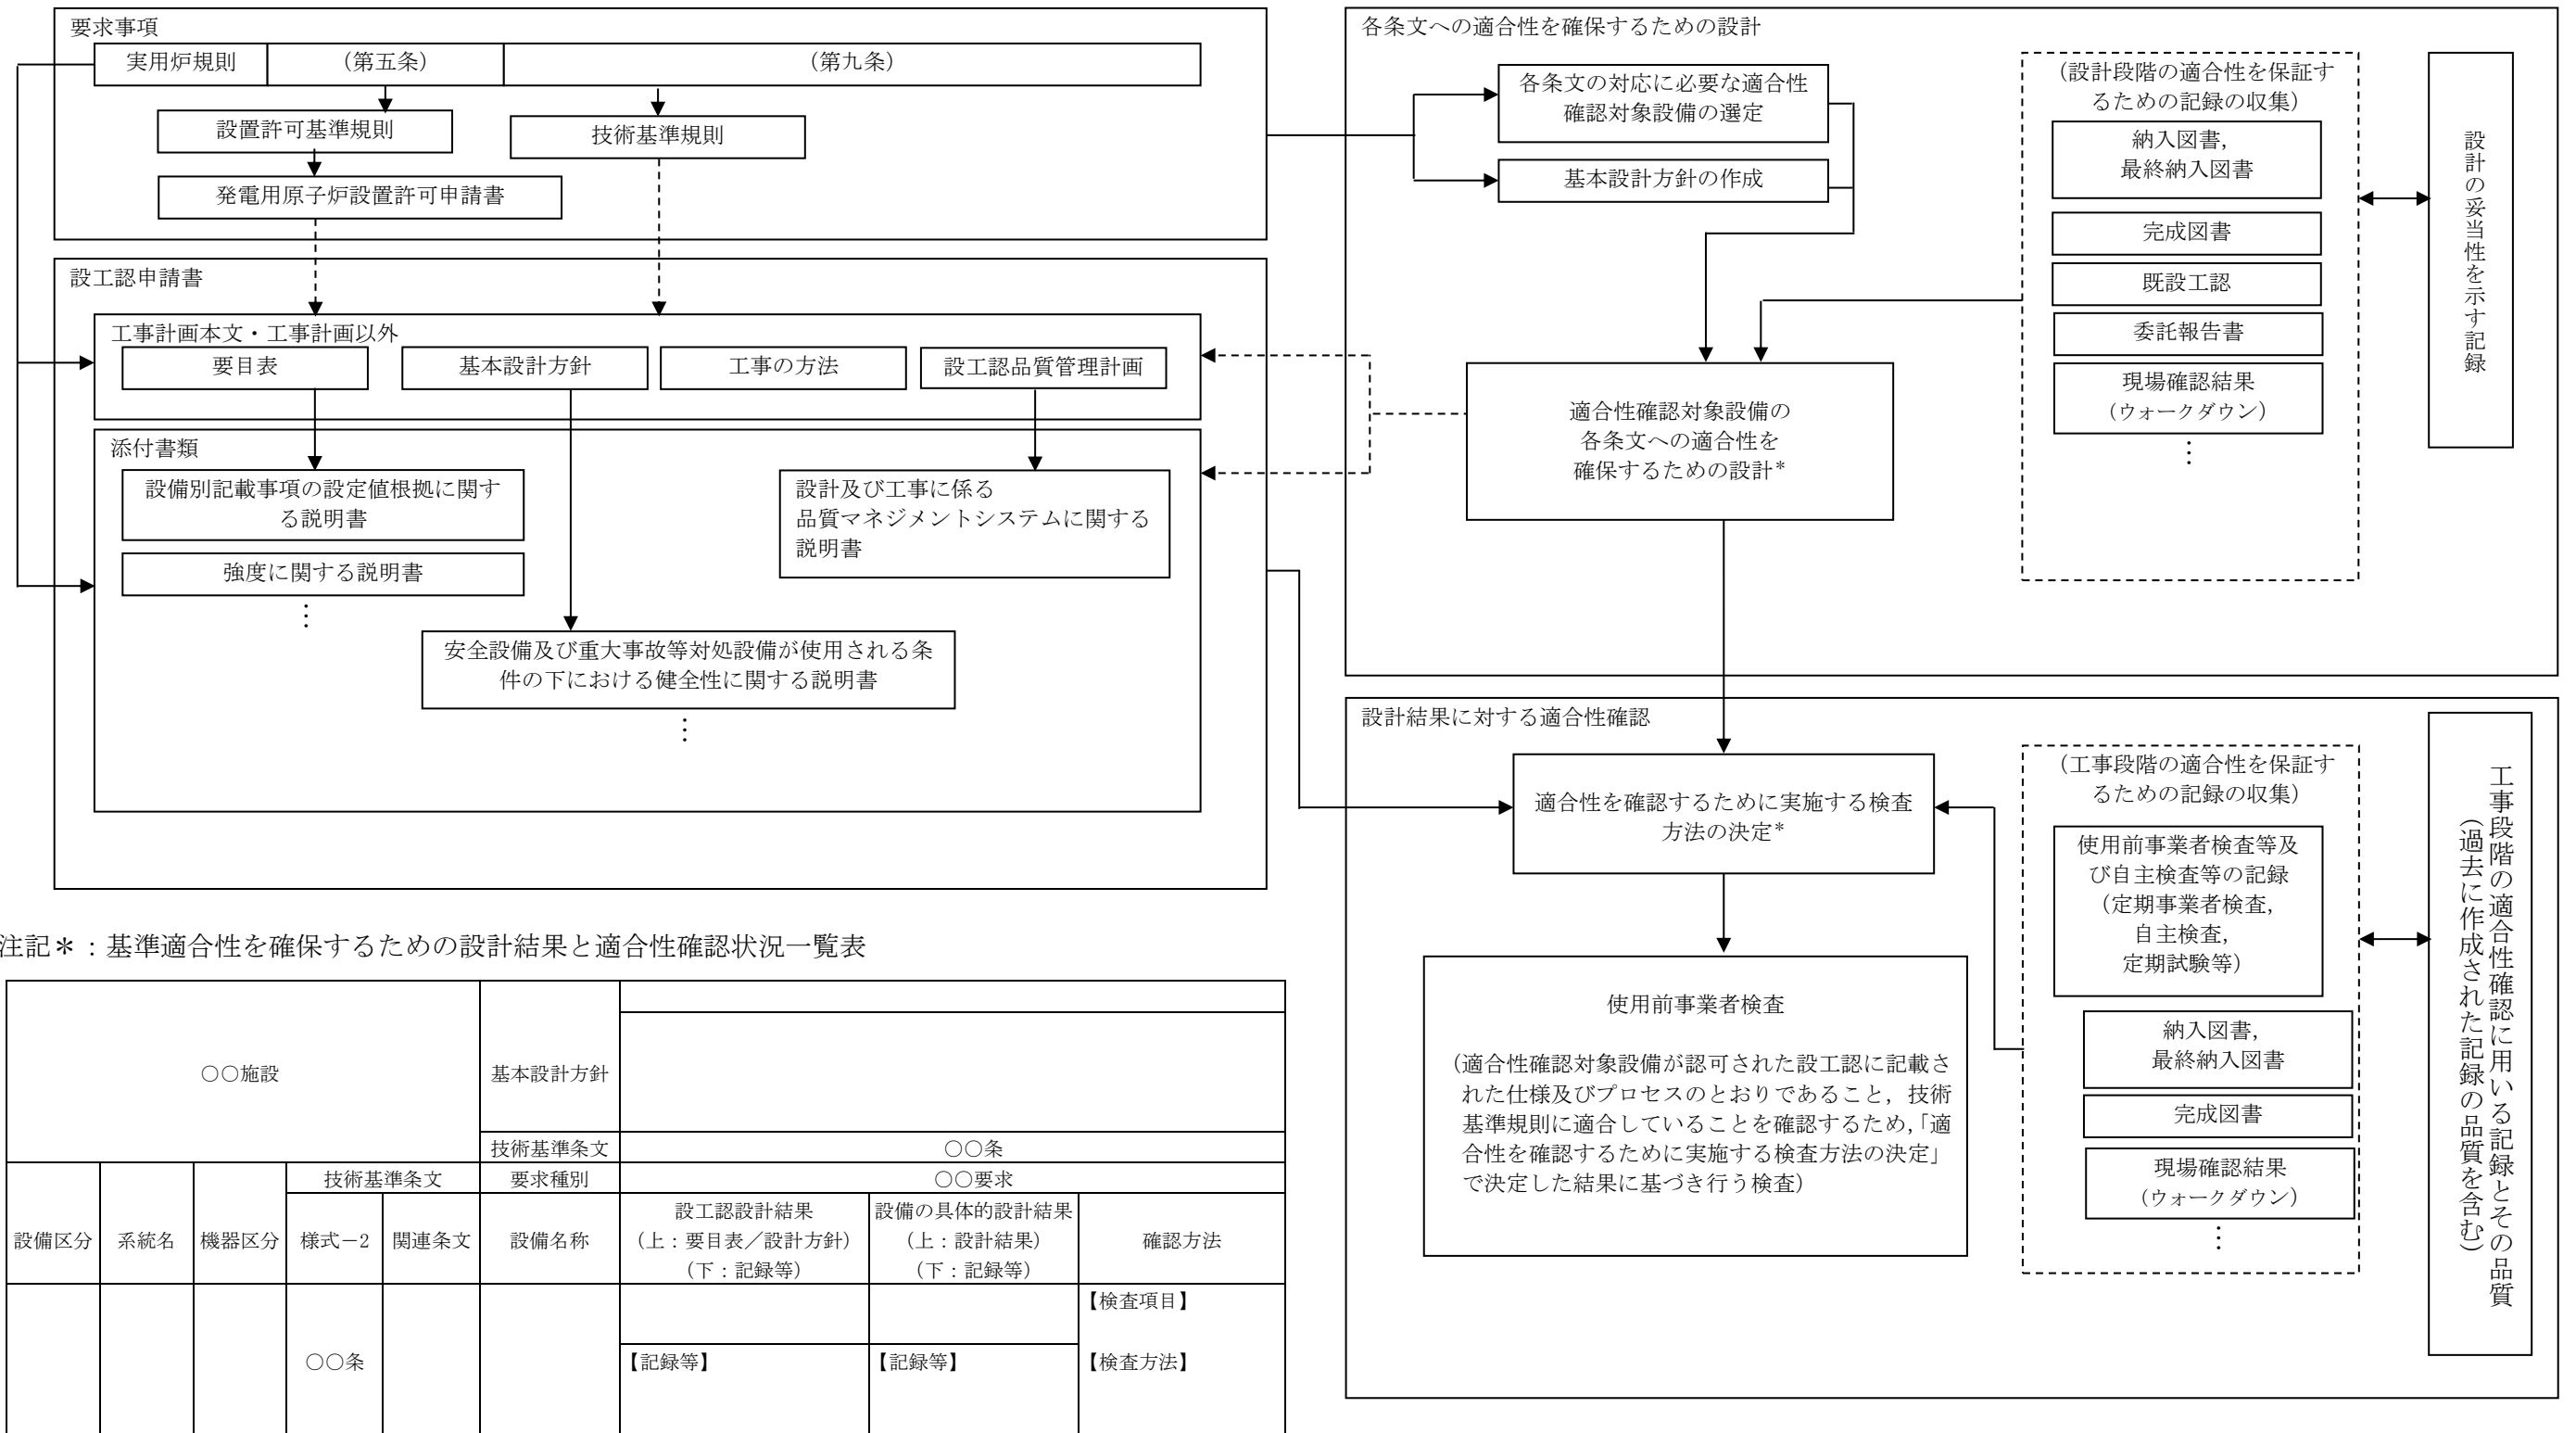 要求事項
実用炉規則
（第五条）
（第九条）
設置許可基準規則
技術基準規則
発電用原子炉設置許可申請書
設工認申請書
工事計画本文・工事計画以外
要目表
基本設計方針
工事の方法
設工認品質管理計画
添付書類
設備別記載事項の設定値根拠に関す
る説明書
強度に関する説明書
⋮
設計及び工事に係る
品質マネジメントシステムに関する
説明書
安全設備及び重大事故等対処設備が使用される条
件の下における健全性に関する説明書
⋮
各条文への適合性を確保するための設計
各条文の対応に必要な適合性
確認対象設備の選定
基本設計方針の作成
適合性確認対象設備の
各条文への適合性を
確保するための設計*
（設計段階の適合性を保証す
るための記録の収集）
納入図書，
最終納入図書
完成図書
既設工認
委託報告書
現場確認結果
（ウォークダウン）
⋮
設計の妥当性を示す記録
設計結果に対する適合性確認
適合性を確認するために実施する検査
方法の決定*
使用前事業者検査
（適合性確認対象設備が認可された設工認に記載さ
れた仕様及びプロセスのとおりであること，技術
基準規則に適合していることを確認するため，「適
合性を確認するために実施する検査方法の決定」
で決定した結果に基づき行う検査）
（工事段階の適合性を保証す
るための記録の収集）
使用前事業者検査等及
び自主検査等の記録
（定期事業者検査，
自主検査，
定期試験等）
納入図書，
最終納入図書
完成図書
現場確認結果
（ウォークダウン）
⋮
工事段階の適合性確認に用いる記録とその品質
（過去に作成された記録の品質を含む）
注記＊：基準適合性を確保するための設計結果と適合性確認状況一覧表
○○施設
基本設計方針
技術基準条文
○○条
技術基準条文
要求種別
○○要求
設備区分
系統名
機器区分
様式－2
関連条文
設備名称
設工認設計結果
（上：要目表／設計方針）
（下：記録等）
設備の具体的設計結果
（上：設計結果）
（下：記録等）
確認方法
○○条
【記録等】
【記録等】
【検査項目】
【検査方法】